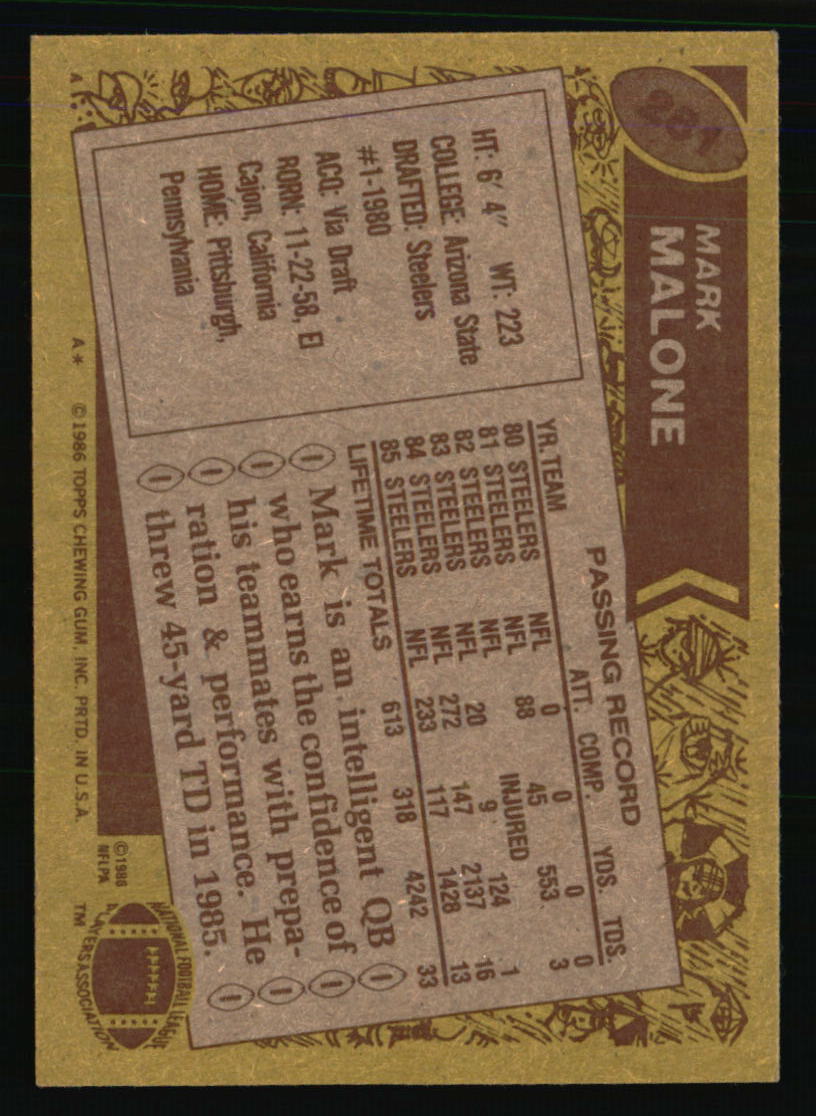 281
MARK
MALONE
HT: 6' 4" WT: 223
COLLEGE: Arizona State
DRAFTED: Steelers
#1-1980
ACQ: Via Draft
BORN: 11-22-58, El
Cajon, California
HOME: Pittsburgh,
Pennsylvania
PASSING RECORD
YR. TEAM ATT. COMP. YDS. TDS.
80 STEELERS NFL 0 0 0 0
81 STEELERS NFL 88 45 553 3
82 STEELERS NFL INJURED
83 STEELERS NFL 20 9 124 1
84 STEELERS NFL 272 147 2137 16
85 STEELERS NFL 233 117 1428 13
LIFETIME TOTALS 613 318 4242 33
Mark is an intelligent QB
who earns the confidence of
his teammates with prepa-
ration & performance. He
threw 45-yard TD in 1985.
©1986
NFLPA
NATIONAL FOOTBALL LEAGUE
PLAYERS ASSOCIATION
TM
A* ©1986 TOPPS CHEWING GUM, INC. PRTD. IN U.S.A.